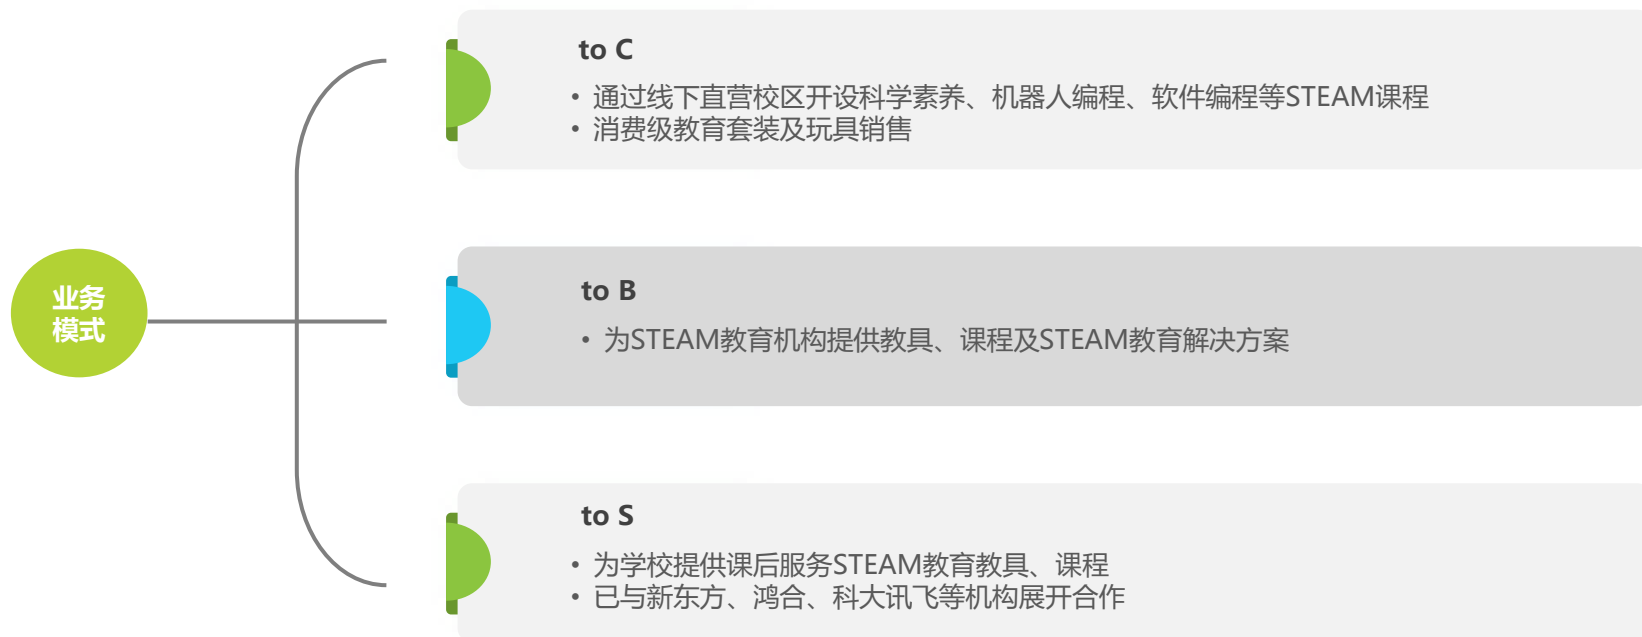 to C
• 通过线下直营校区开设科学素养、机器人编程、软件编程等STEAM课程
• 消费级教育套装及玩具销售
业务
模式
to B
• 为STEAM教育机构提供教具、课程及STEAM教育解决方案
to S
• 为学校提供课后服务STEAM教育教具、课程
• 已与新东方、鸿合、科大讯飞等机构展开合作